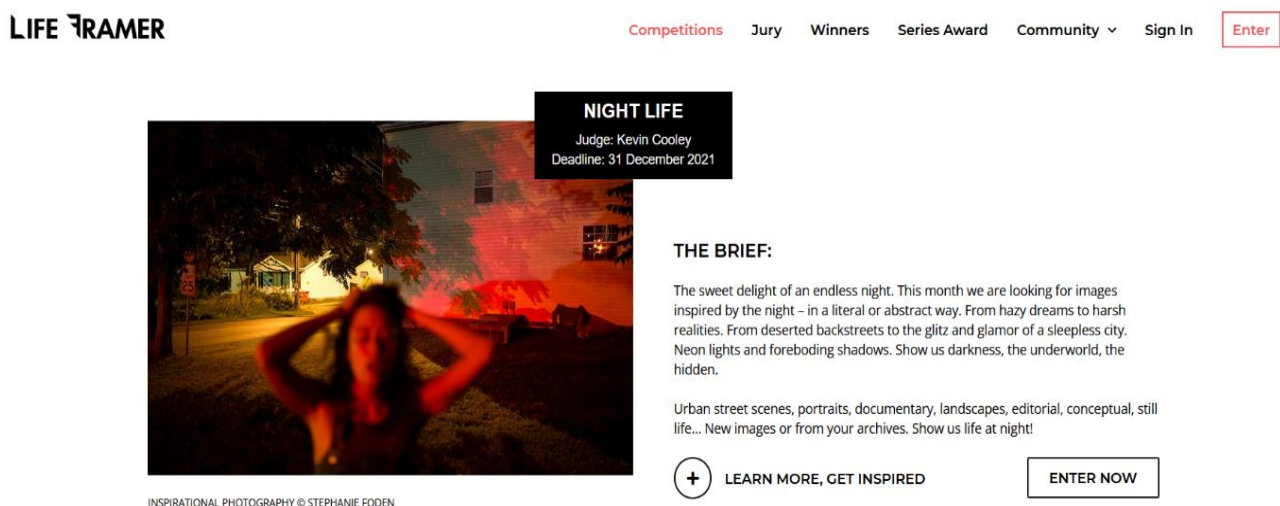 LIFE FRAMER
Competitions Jury Winners Series Award Community Sign In Enter
NIGHT LIFE
Judge: Kevin Cooley
Deadline: 31 December 2021
25
THE BRIEF:
The sweet delight of an endless night. This month we are looking for images
inspired by the night – in a literal or abstract way. From hazy dreams to harsh
realities. From deserted backstreets to the glitz and glamor of a sleepless city.
Neon lights and foreboding shadows. Show us darkness, the underworld, the
hidden.
Urban street scenes, portraits, documentary, landscapes, editorial, conceptual, still
life... New images or from your archives. Show us life at night!
+ LEARN MORE, GET INSPIRED ENTER NOW
INSPIRATIONAL PHOTOGRAPHY © STEPHANIE FODEN